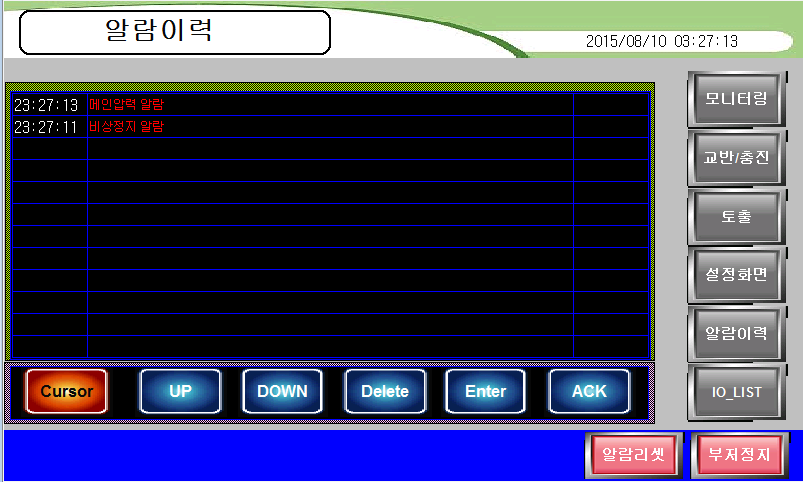 알람이력
2015/08/10 03:27:13
23:27:13 메인압력 알람
23:27:11 비상정지 알람
모니터링
교반/충진
토출
설정화면
알람이력
IO_LIST
Cursor UP DOWN Delete Enter ACK
알람리셋 부저정지